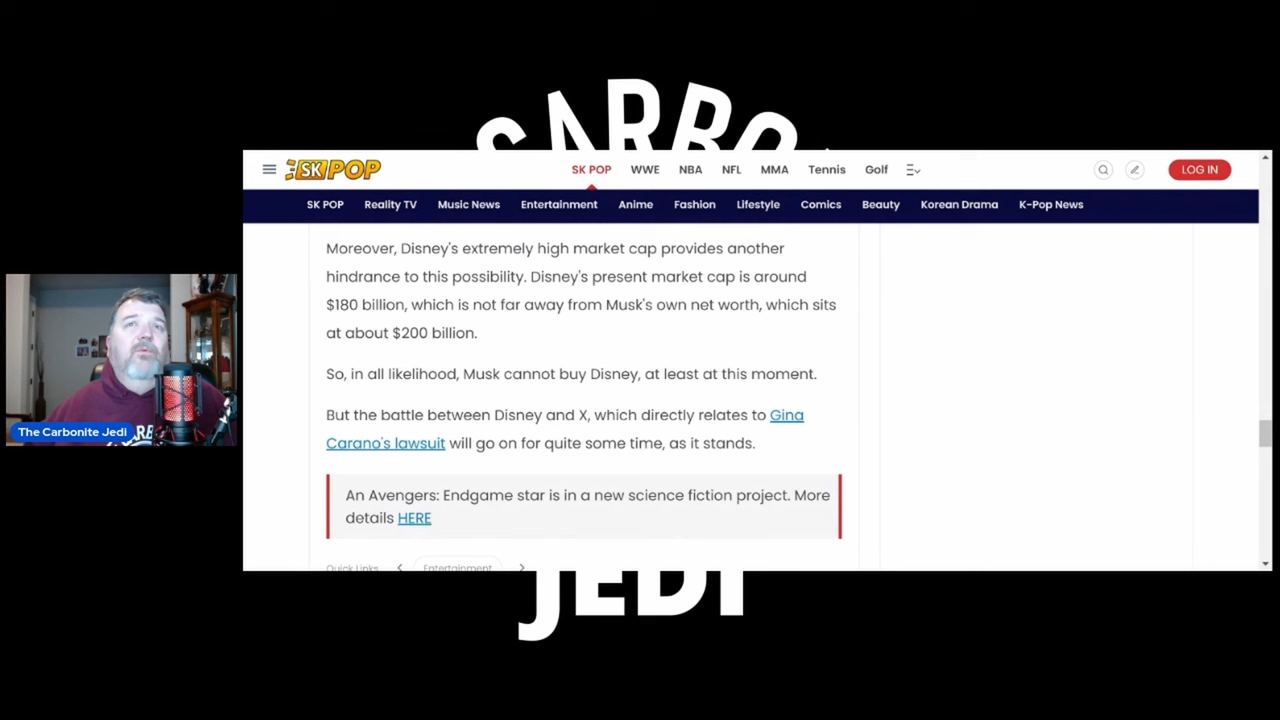 CARBO
SK POP
SK POP WWE NBA NFL MMA Tennis Golf
LOG IN
SK POP Reality TV Music News Entertainment Anime Fashion Lifestyle Comics Beauty Korean Drama K-Pop News
Moreover, Disney's extremely high market cap provides another
hindrance to this possibility. Disney's present market cap is around
$180 billion, which is not far away from Musk's own net worth, which sits
at about $200 billion.
So, in all likelihood, Musk cannot buy Disney, at least at this moment.
But the battle between Disney and X, which directly relates to Gina
Carano's lawsuit will go on for quite some time, as it stands.
The Carbonite Jedi
An Avengers: Endgame star is in a new science fiction project. More
details HERE
Quick Links Entertainment
JEDI